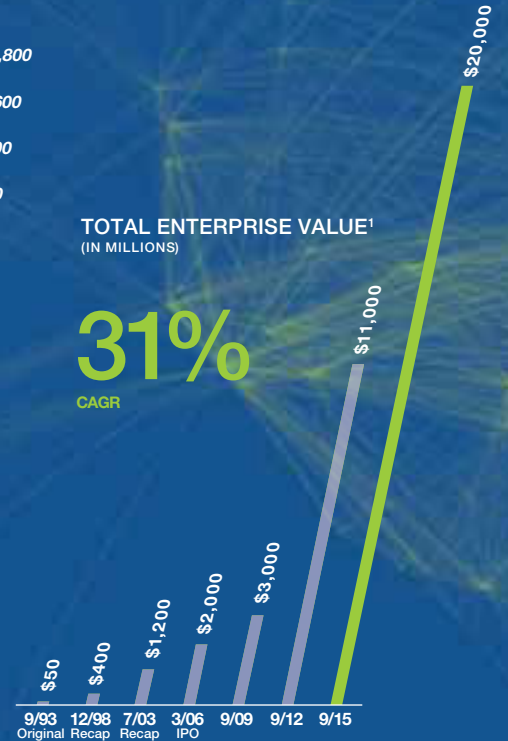 $20,000
,800
TOTAL ENTERPRISE VALUE¹
(IN MILLIONS)
$11,000
31%
CAGR
$3,000
$2,000
$1,200
$400
$50
9/93 12/98 7/03 3/06 9/09 9/12 9/15
Original Recap Recap IPO